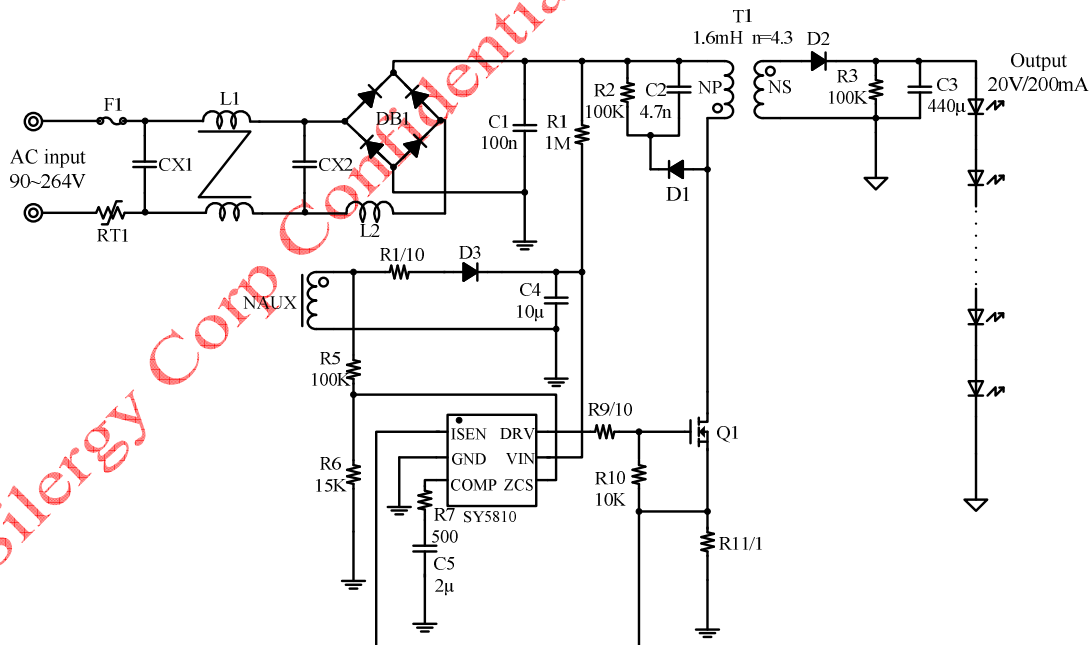 T1
1.6mH n=4.3
D2
Output
20V/200mA
F1
L1
DB1
R2
100K
C2
4.7n
NP
NS
R3
100K
C3
440μ
AC input
90~264V
CX1
CX2
C1
100n
R1
1M
D1
RT1
L2
R1/10
D3
NAUX
C4
10μ
R5
100K
R9/10
Q1
ISEN
DRV
GND
VIN
COMP
ZCS
SY5810
R6
15K
R10
10K
R7
500
C5
2μ
R11/1
Silergy Corp Confidential